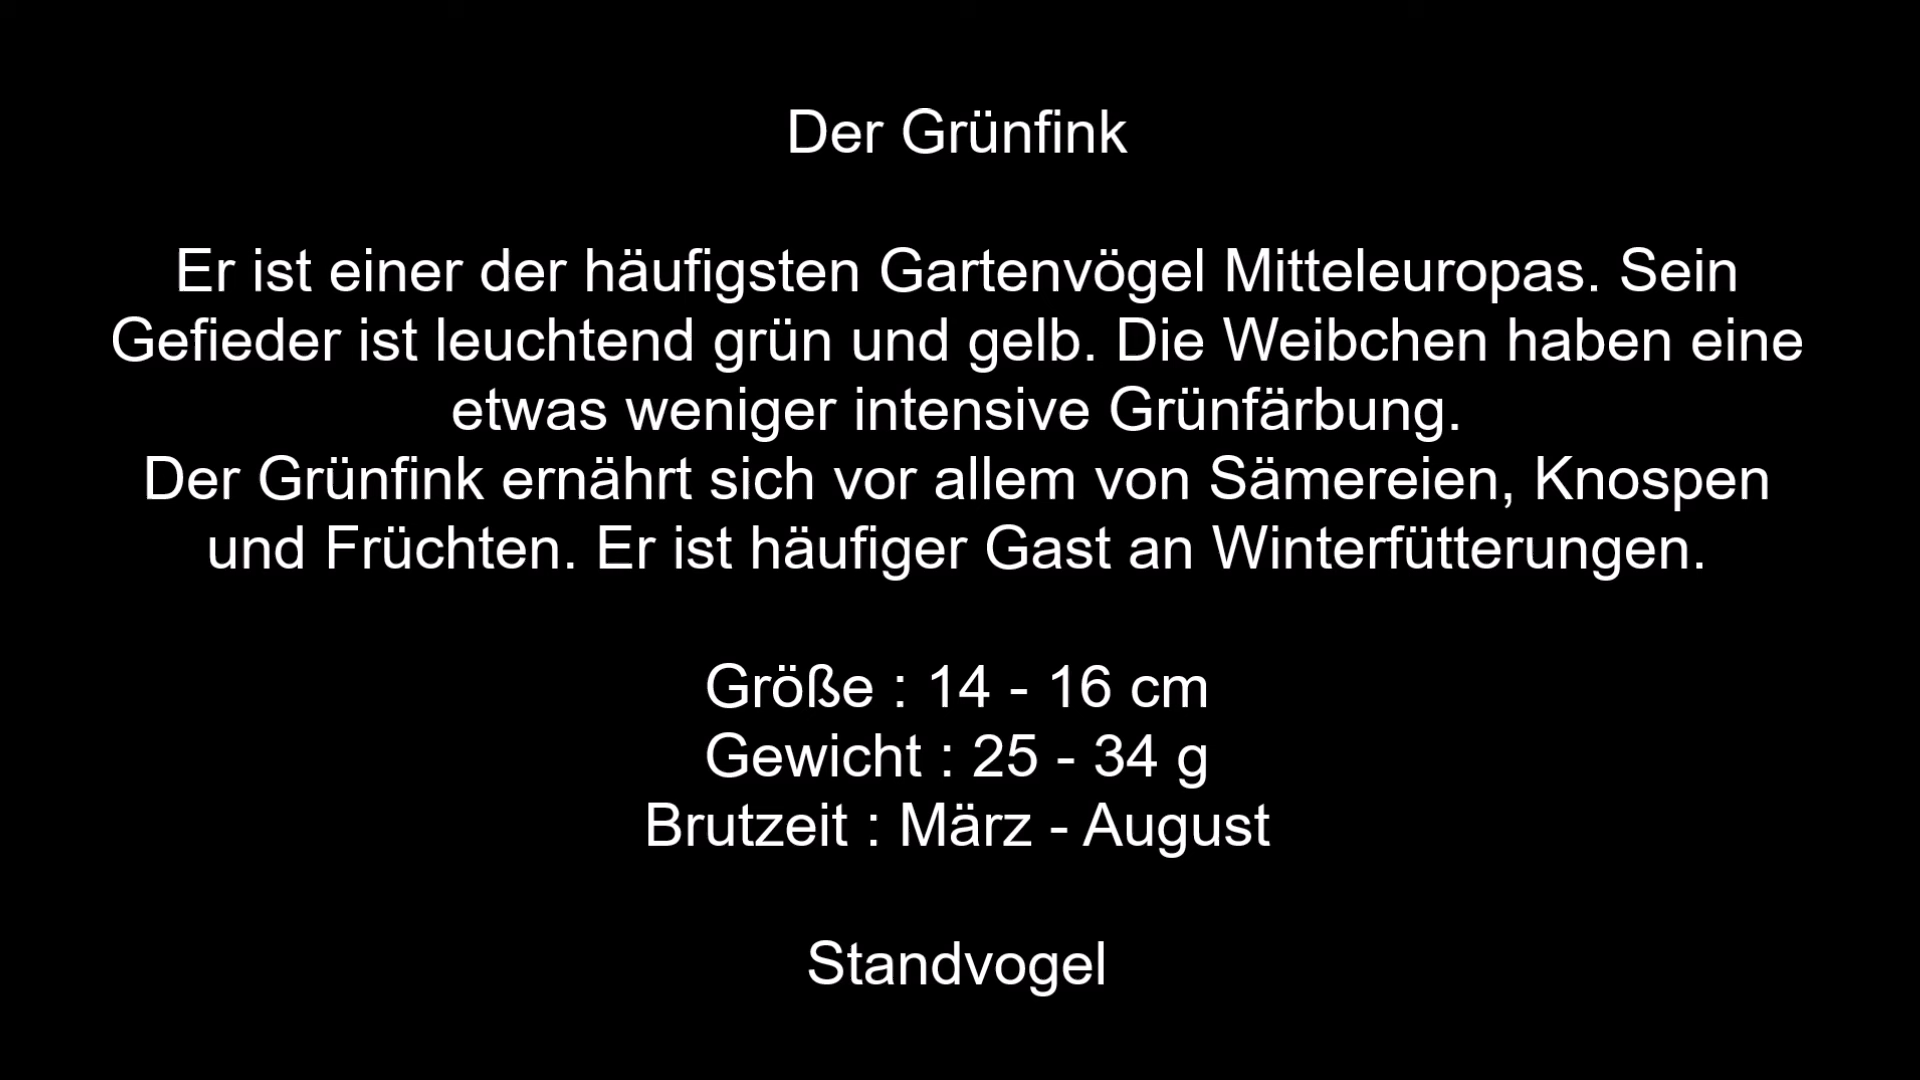 Der Grünfink
Er ist einer der häufigsten Gartenvögel Mitteleuropas. Sein
Gefieder ist leuchtend grün und gelb. Die Weibchen haben eine
etwas weniger intensive Grünfärbung.
Der Grünfink ernährt sich vor allem von Sämereien, Knospen
und Früchten. Er ist häufiger Gast an Winterfütterungen.
Größe : 14 - 16 cm
Gewicht : 25 - 34 g
Brutzeit : März - August
Standvogel